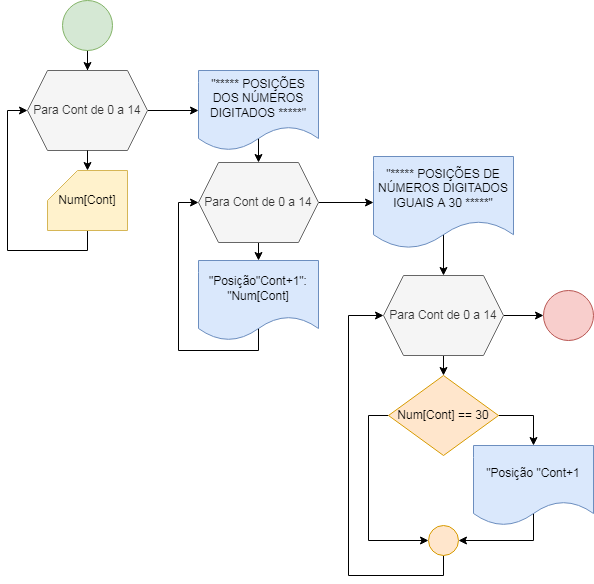 Para Cont de 0 a 14
Num[Cont]
"***** POSIÇÕES
DOS NÚMEROS
DIGITADOS *****"
Para Cont de 0 a 14
"Posição"Cont+1":
"Num[Cont]
"***** POSIÇÕES DE
NÚMEROS DIGITADOS
IGUAIS A 30 *****"
Para Cont de 0 a 14
Num[Cont] == 30
"Posição "Cont+1